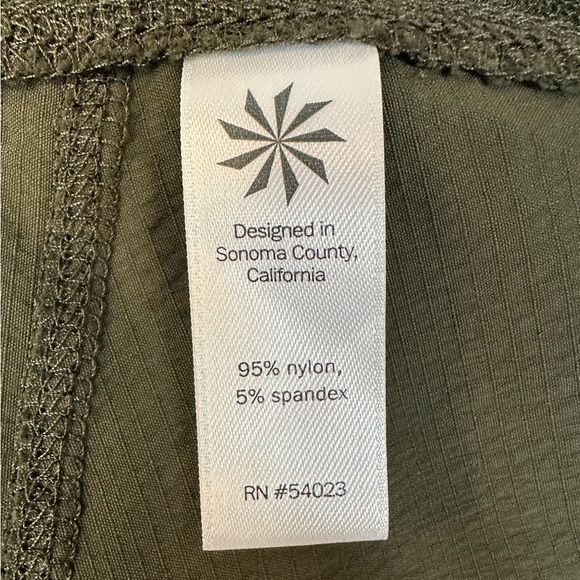 Designed in
Sonoma County,
California
95% nylon,
5% spandex
RN #54023